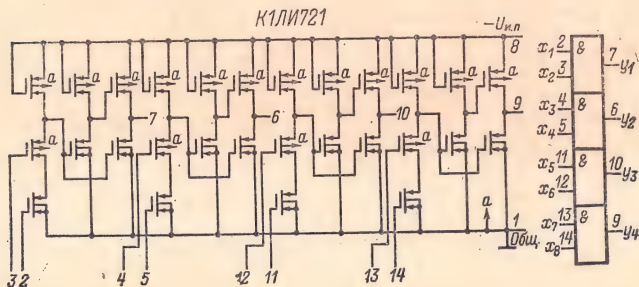 К1ЛИ721
−Uи.п
8
a a a a a a a a a a a a
7
6
10
9
a a a a
a
1
Общ.
3 2 4 5 12 11 13 14
x1 2 & 7 y1
x2 3
x3 4 & 6 y2
x4 5
x5 11 & 10 y3
x6 12
x7 13 & 9 y4
x8 14